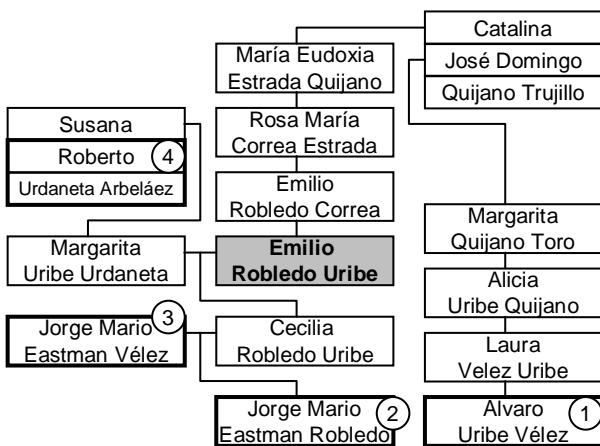 Catalina
José Domingo
Quijano Trujillo
María Eudoxia
Estrada Quijano
Susana
Roberto
4
Urdaneta Arbeláez
Rosa María
Correa Estrada
Emilio
Robledo Correa
Margarita
Quijano Toro
Margarita
Uribe Urdaneta
Emilio
Robledo Uribe
Alicia
Uribe Quijano
Jorge Mario
3
Eastman Vélez
Cecilia
Robledo Uribe
Laura
Velez Uribe
Jorge Mario
2
Eastman Robledo
Alvaro
1
Uribe Vélez